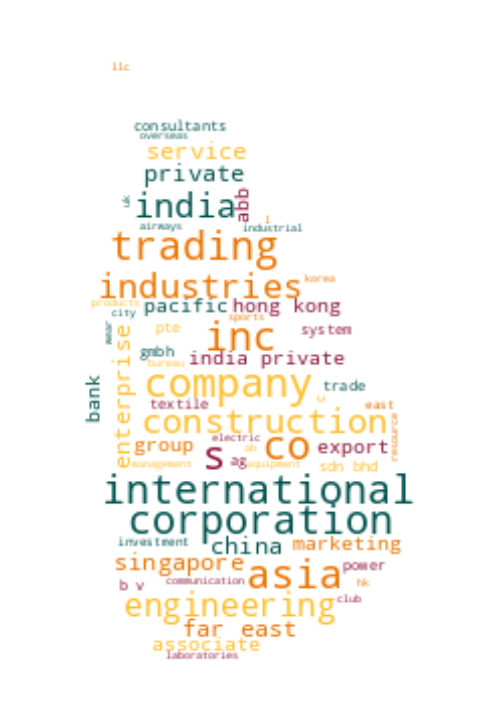 llc
consultants
overseas
service
private
uk india abb
airways l industrial
trading
industries korea
products pacific hong kong
city sports
wear pte inc system
gmbh india private
bureau
enterprise company trade
bank textile v east
construction resource
group electric co export
ab
management s ag equipment sdn bhd
international
corporation
investment china marketing
singapore asia power
b v communication hk
engineering club
far east
associate
laboratories